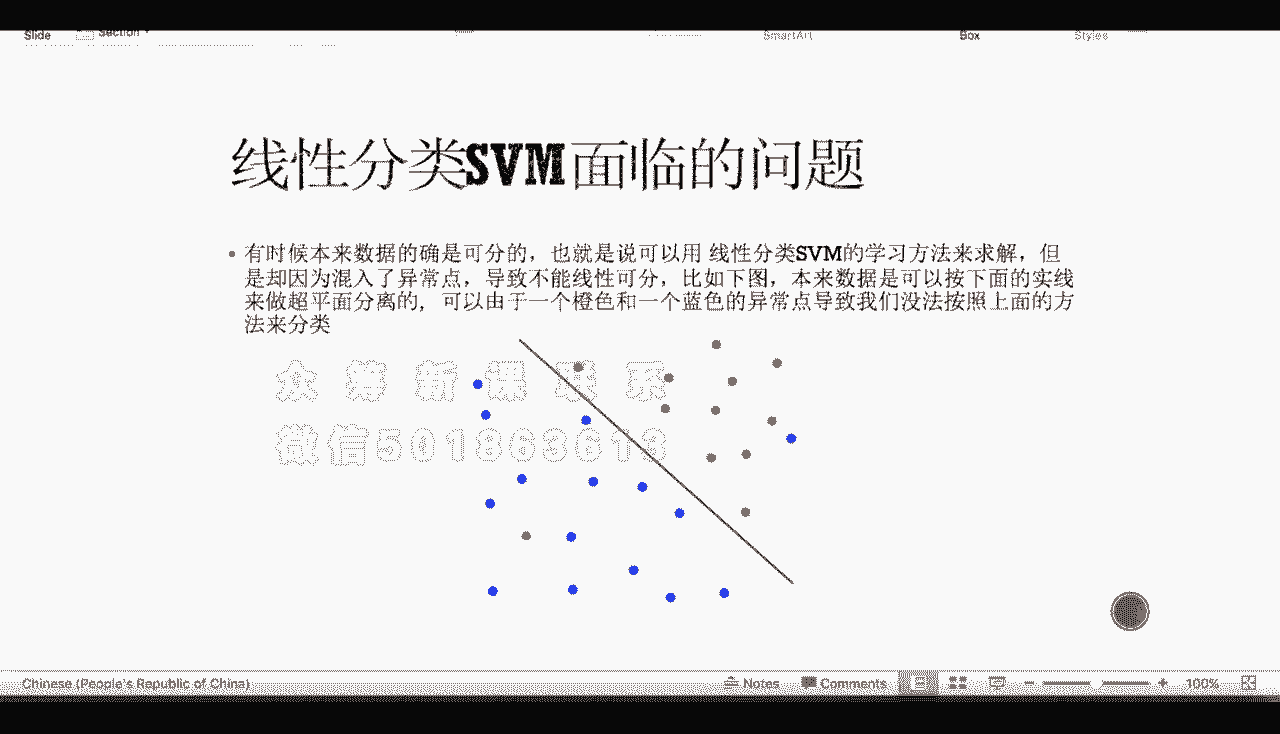 Slide
Section
SmartArt
Box
Styles
线性分类SVM面临的问题
有时候本来数据的确是可分的，也就是说可以用 线性分类SVM的学习方法来求解，但
是却因为混入了异常点，导致不能线性可分，比如下图，本来数据是可以按下面的实线
来做超平面分离的，可以由于一个橙色和一个蓝色的异常点导致我们没法按照上面的方
法来分类
众筹新课联系
微信501863613
Chinese (People's Republic of China)
Notes
Comments
100%